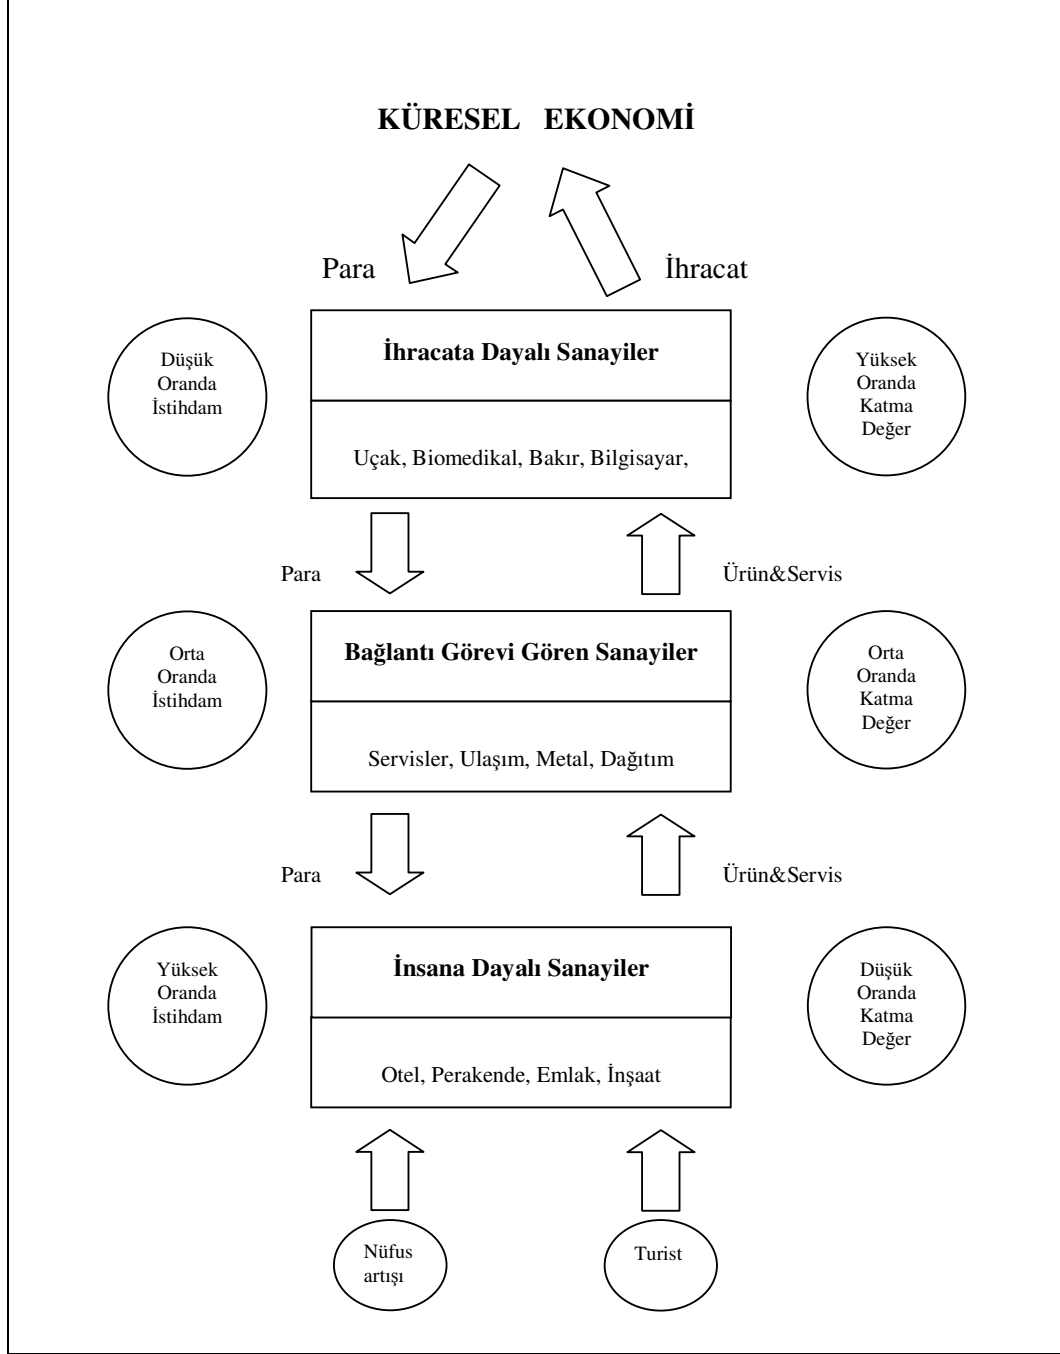 KÜRESEL EKONOMİ
Para
İhracat
Düşük
Oranda
İstihdam
İhracata Dayalı Sanayiler
Uçak, Biomedikal, Bakır, Bilgisayar,
Yüksek
Oranda
Katma
Değer
Para
Ürün&Servis
Orta
Oranda
İstihdam
Bağlantı Görevi Gören Sanayiler
Servisler, Ulaşım, Metal, Dağıtım
Orta
Oranda
Katma
Değer
Para
Ürün&Servis
Yüksek
Oranda
İstihdam
İnsana Dayalı Sanayiler
Otel, Perakende, Emlak, İnşaat
Düşük
Oranda
Katma
Değer
Nüfus
artışı
Turist